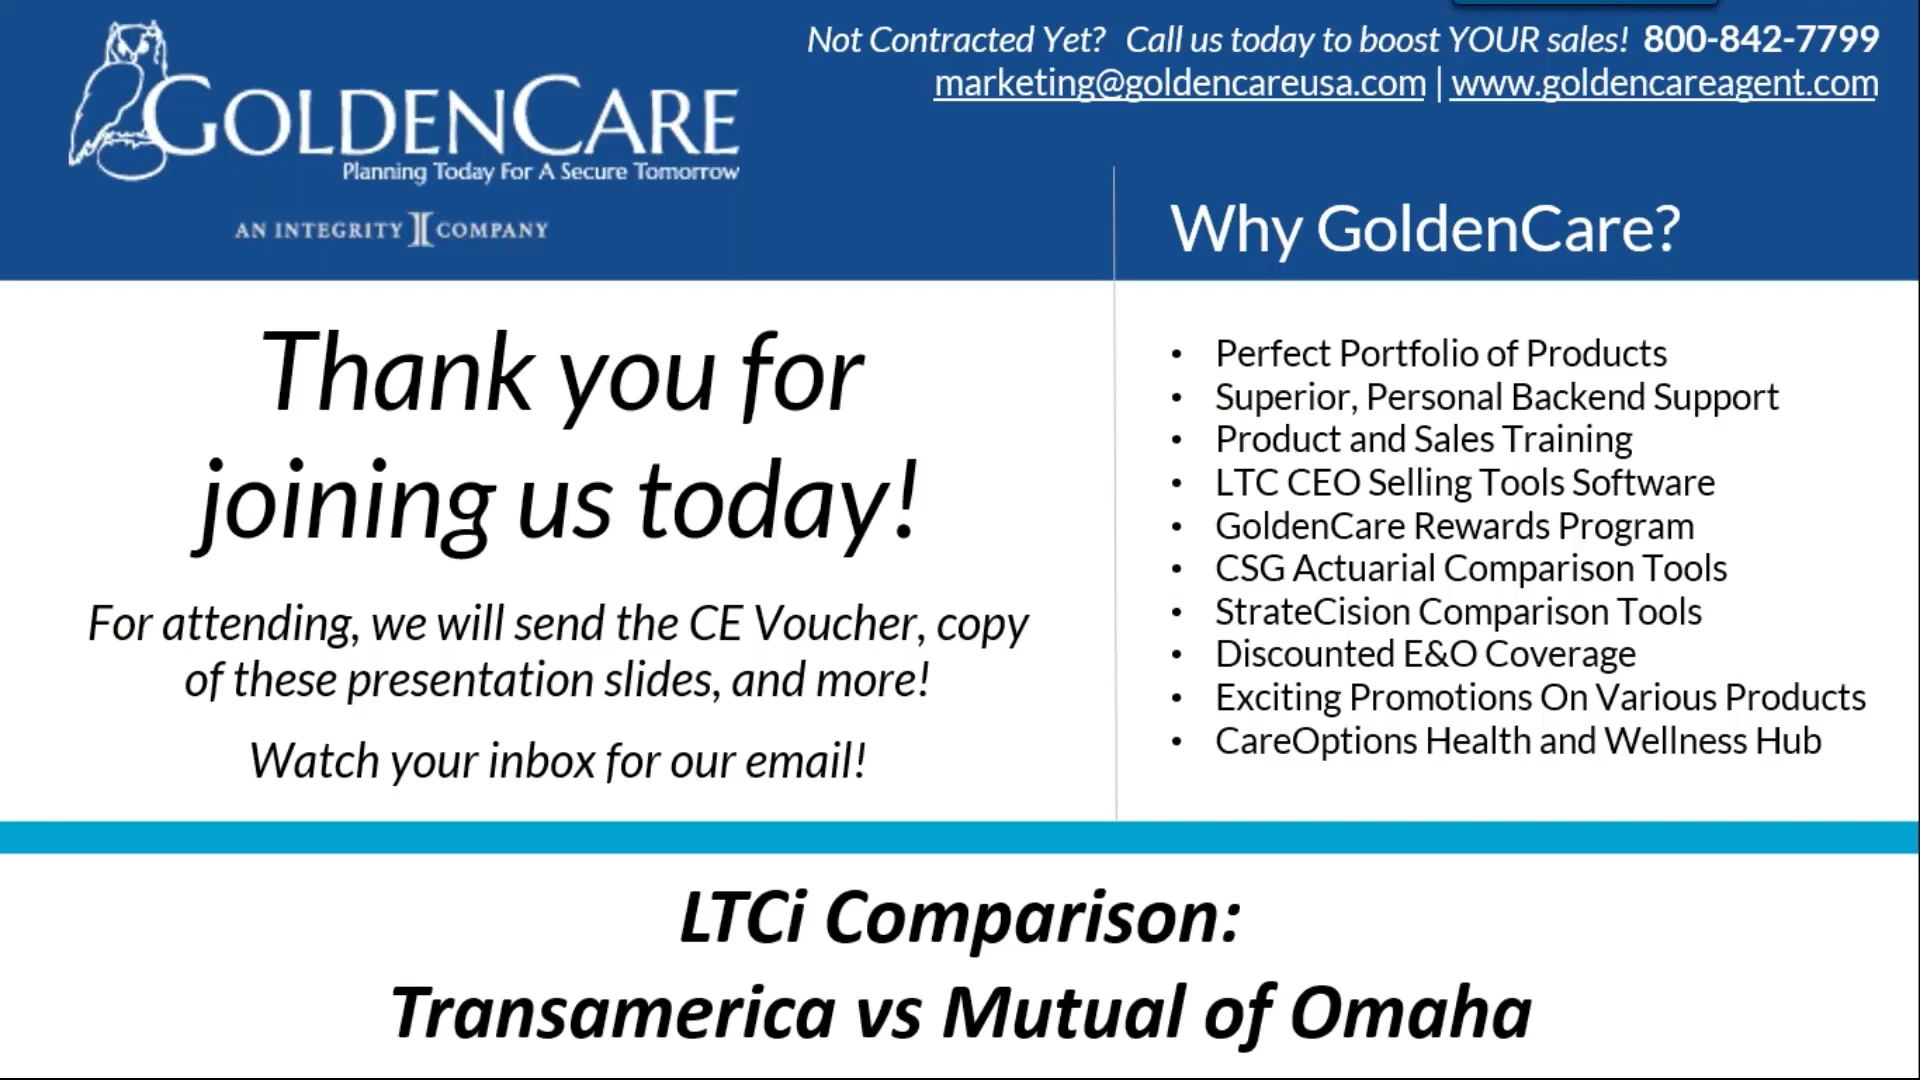 GOLDENCARE
Planning Today For A Secure Tomorrow
AN INTEGRITY COMPANY
Not Contracted Yet? Call us today to boost YOUR sales! 800-842-7799
marketing@goldencareusa.com | www.goldencareagent.com
Why GoldenCare?
Thank you for
joining us today!
For attending, we will send the CE Voucher, copy
of these presentation slides, and more!
Watch your inbox for our email!
• Perfect Portfolio of Products
• Superior, Personal Backend Support
• Product and Sales Training
• LTC CEO Selling Tools Software
• GoldenCare Rewards Program
• CSG Actuarial Comparison Tools
• StrateCision Comparison Tools
• Discounted E&O Coverage
• Exciting Promotions On Various Products
• CareOptions Health and Wellness Hub
LTCi Comparison:
Transamerica vs Mutual of Omaha